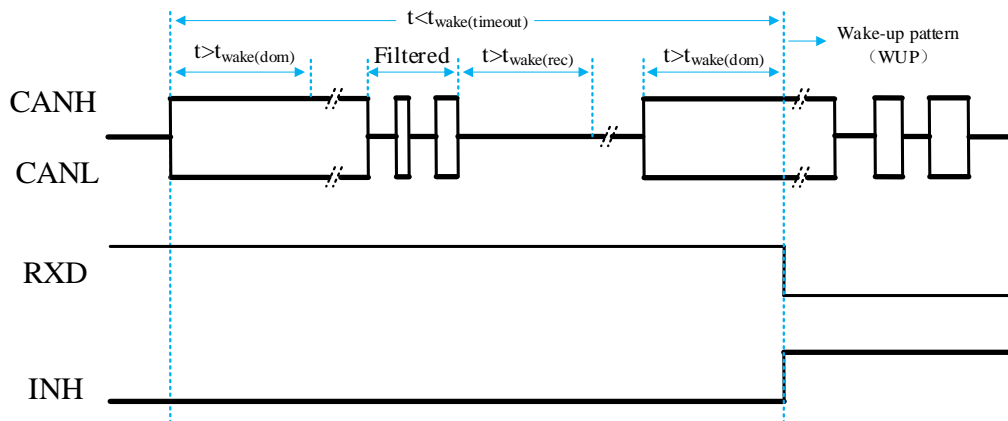 t<twake(timeout)
t>twake(dom)
Filtered
t>twake(rec)
t>twake(dom)
Wake-up pattern
（WUP）
CANH
CANL
RXD
INH